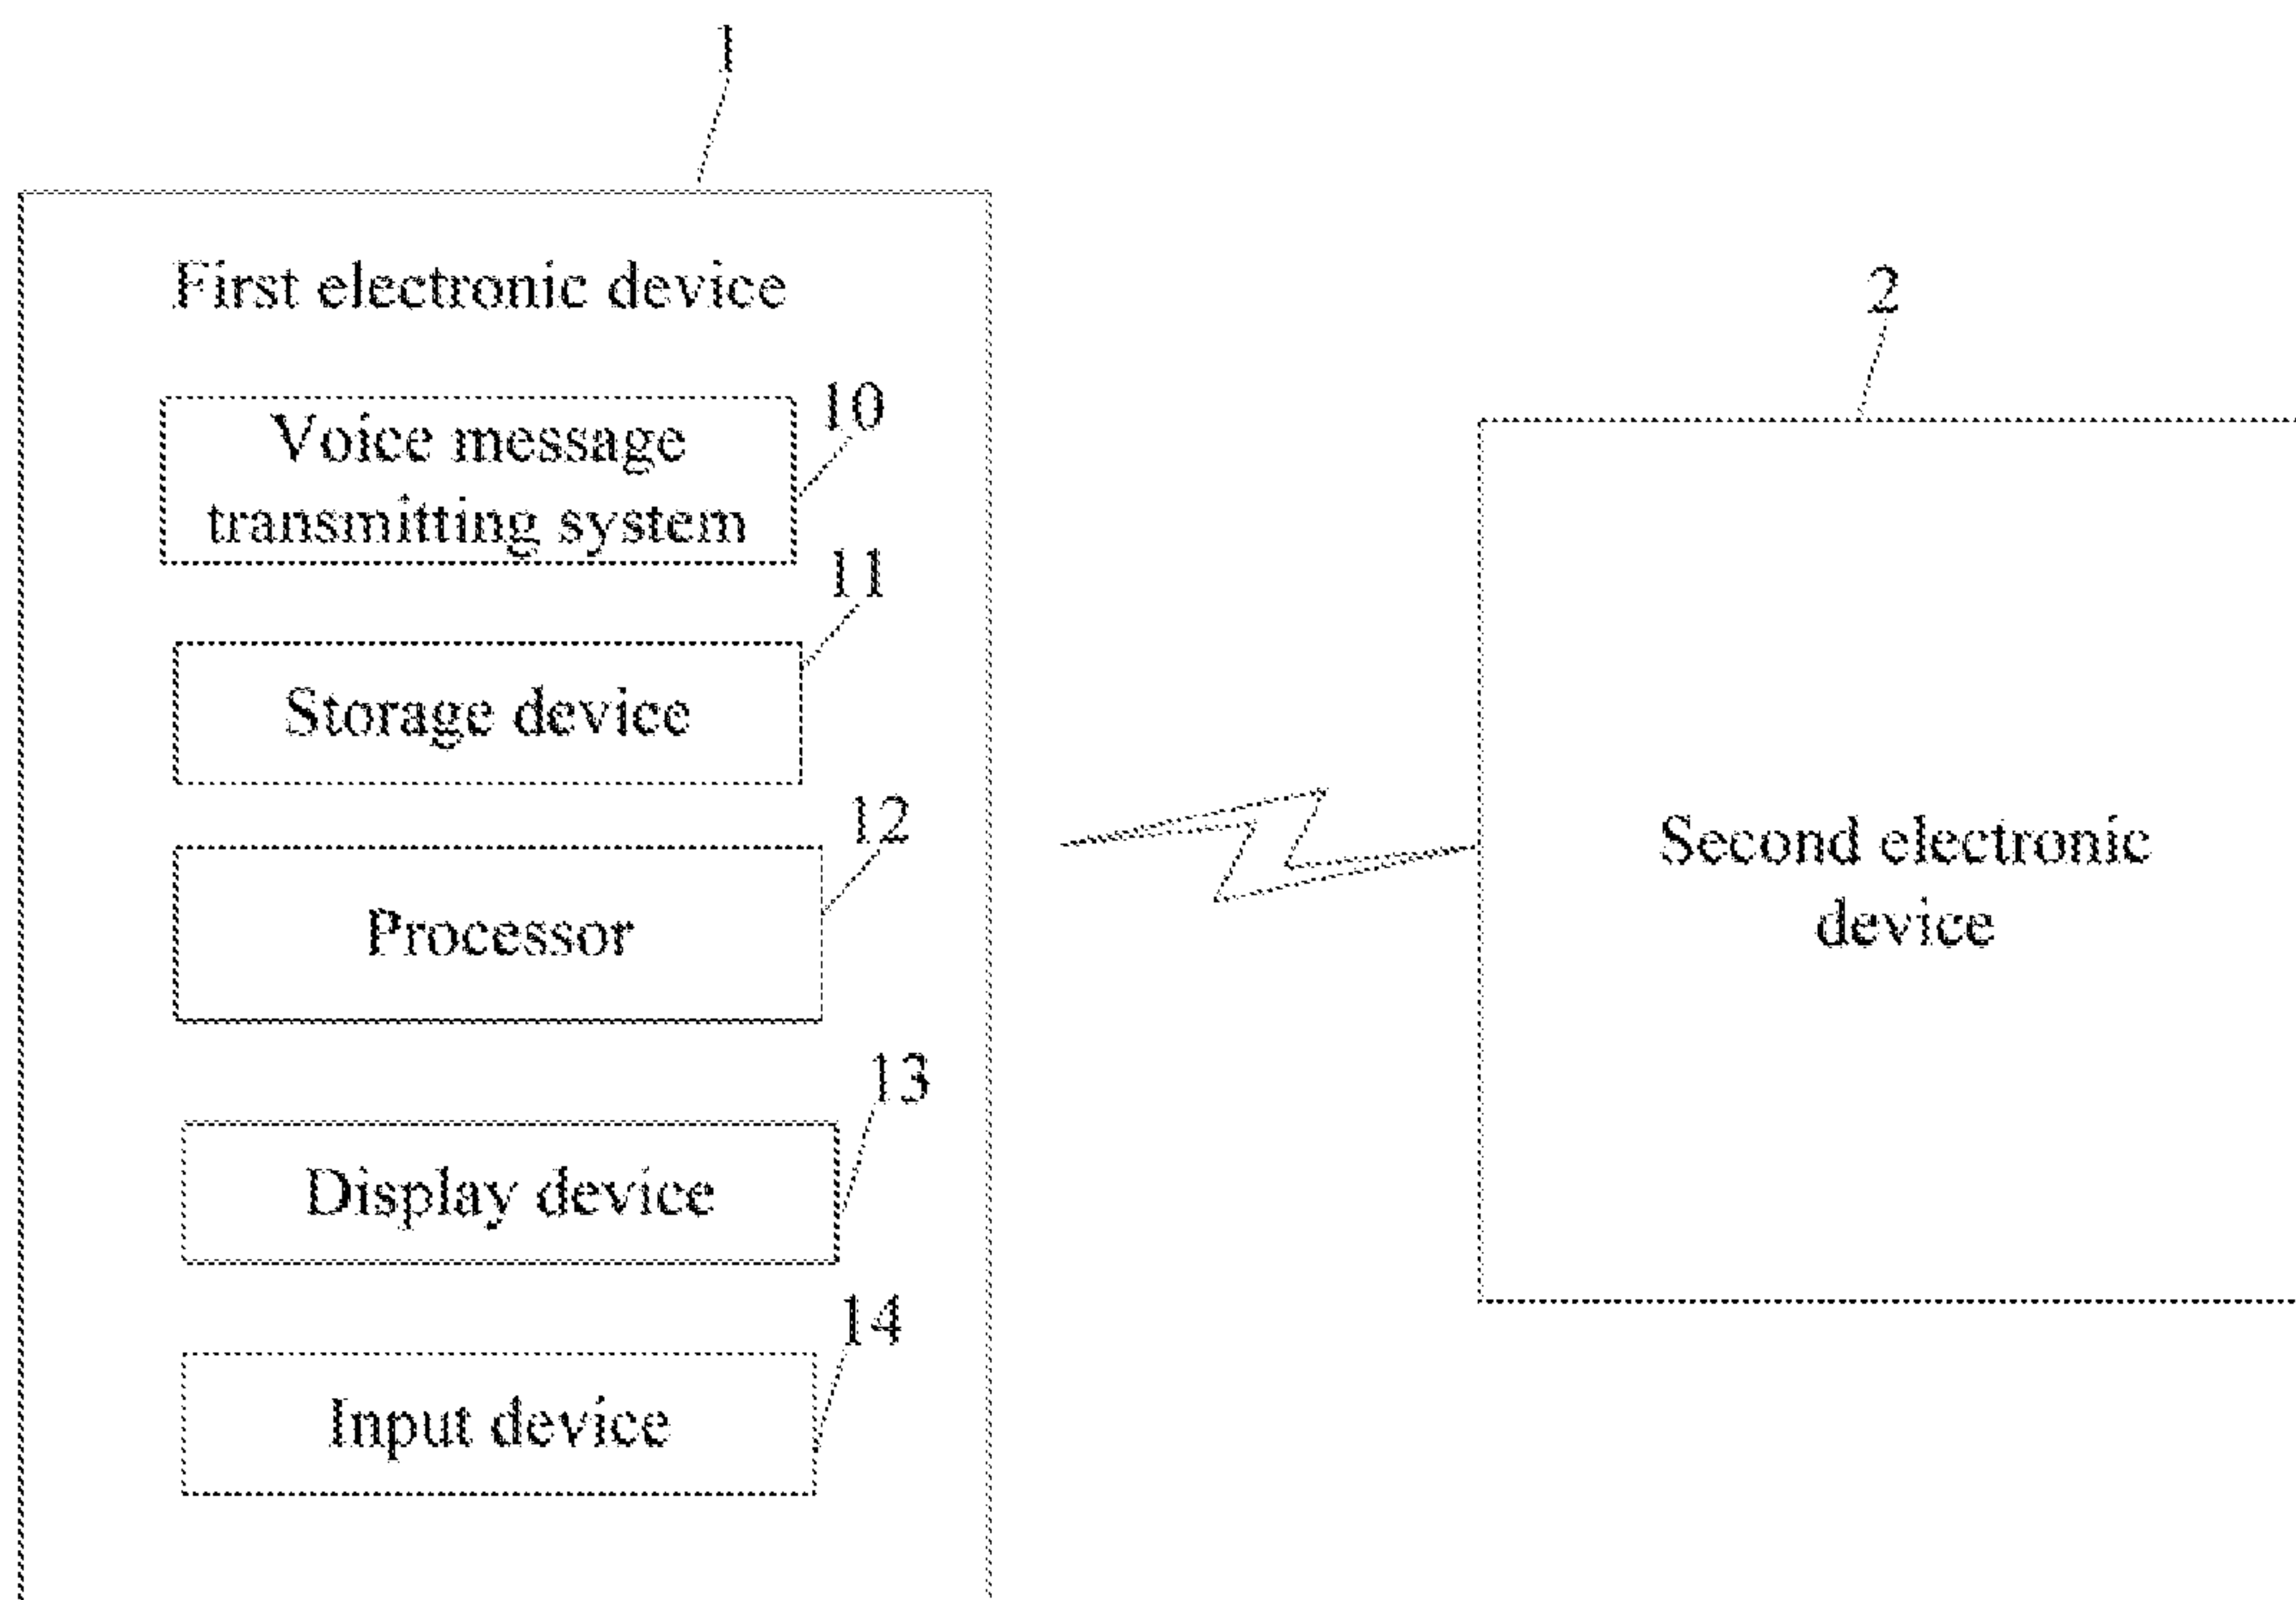 1
First electronic device
10
Voice message
transmitting system
11
Storage device
12
Processor
13
Display device
14
Input device
2
Second electronic
device